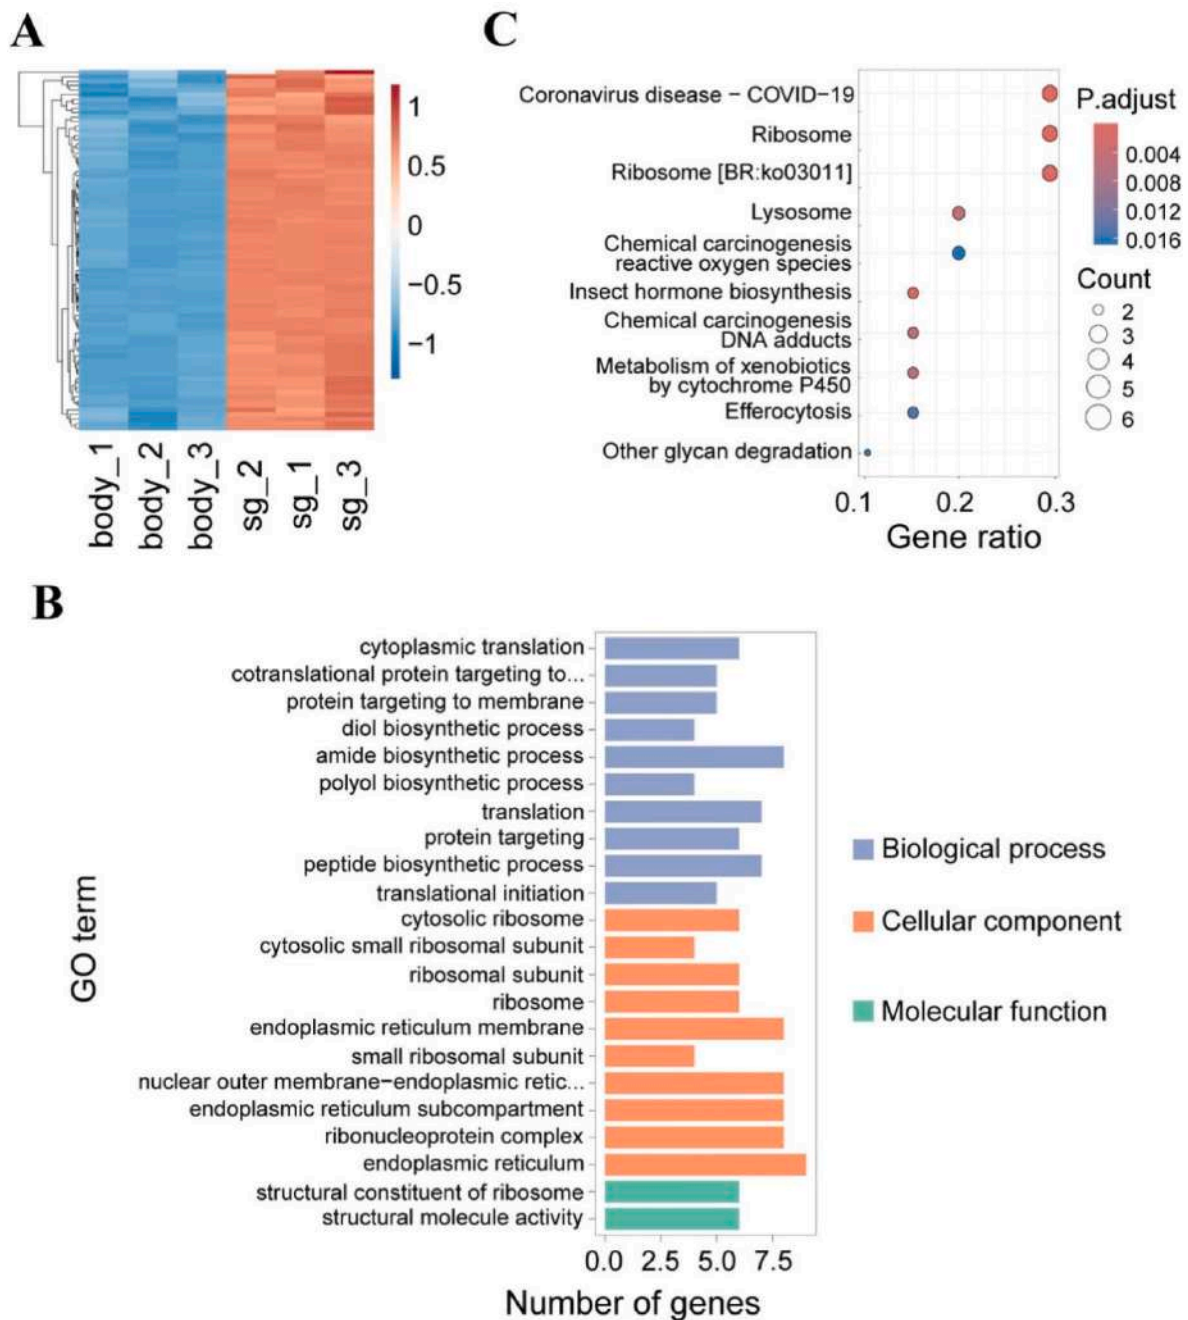 A
1
0.5
0
−0.5
−1
body_1
body_2
body_3
sg_2
sg_1
sg_3
C
Coronavirus disease − COVID−19
Ribosome
Ribosome [BR:ko03011]
Lysosome
Chemical carcinogenesis
reactive oxygen species
Insect hormone biosynthesis
Chemical carcinogenesis
DNA adducts
Metabolism of xenobiotics
by cytochrome P450
Efferocytosis
Other glycan degradation
0.1 0.2 0.3
Gene ratio
P.adjust
0.004
0.008
0.012
0.016
Count
2
3
4
5
6
B
GO term
cytoplasmic translation
cotranslational protein targeting to...
protein targeting to membrane
diol biosynthetic process
amide biosynthetic process
polyol biosynthetic process
translation
protein targeting
peptide biosynthetic process
translational initiation
cytosolic ribosome
cytosolic small ribosomal subunit
ribosomal subunit
ribosome
endoplasmic reticulum membrane
small ribosomal subunit
nuclear outer membrane−endoplasmic retic...
endoplasmic reticulum subcompartment
ribonucleoprotein complex
endoplasmic reticulum
structural constituent of ribosome
structural molecule activity
0.0 2.5 5.0 7.5
Number of genes
Biological process
Cellular component
Molecular function